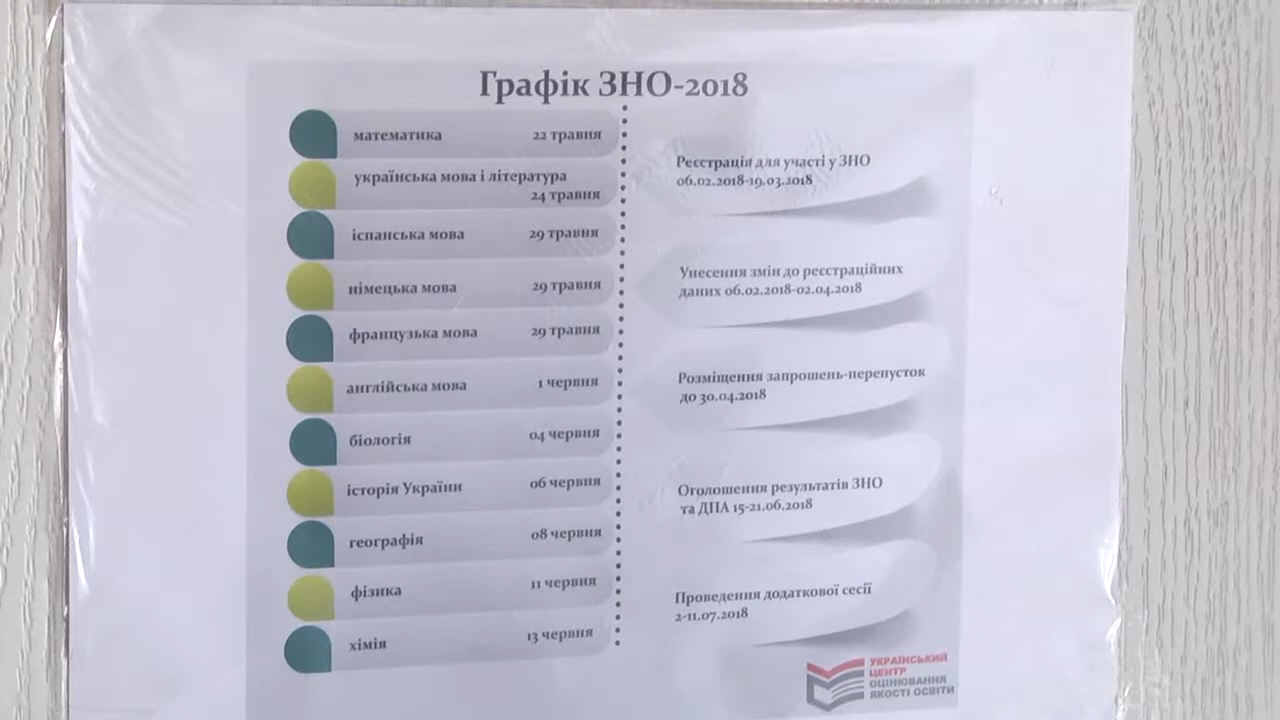 Графік ЗНО-2018
математика 22 травня
українська мова і література
24 травня
іспанська мова 29 травня
німецька мова 29 травня
французька мова 29 травня
англійська мова 1 червня
біологія 04 червня
історія України 06 червня
географія 08 червня
фізика 11 червня
хімія 13 червня
Реєстрація для участі у ЗНО
06.02.2018-19.03.2018
Унесення змін до реєстраційних
даних 06.02.2018-02.04.2018
Розміщення запрошень-перепусток
до 30.04.2018
Оголошення результатів ЗНО
та ДПА 15-21.06.2018
Проведення додаткової сесії
2-11.07.2018
УКРАЇНСЬКИЙ
ЦЕНТР
ОЦІНЮВАННЯ
ЯКОСТІ ОСВІТИ